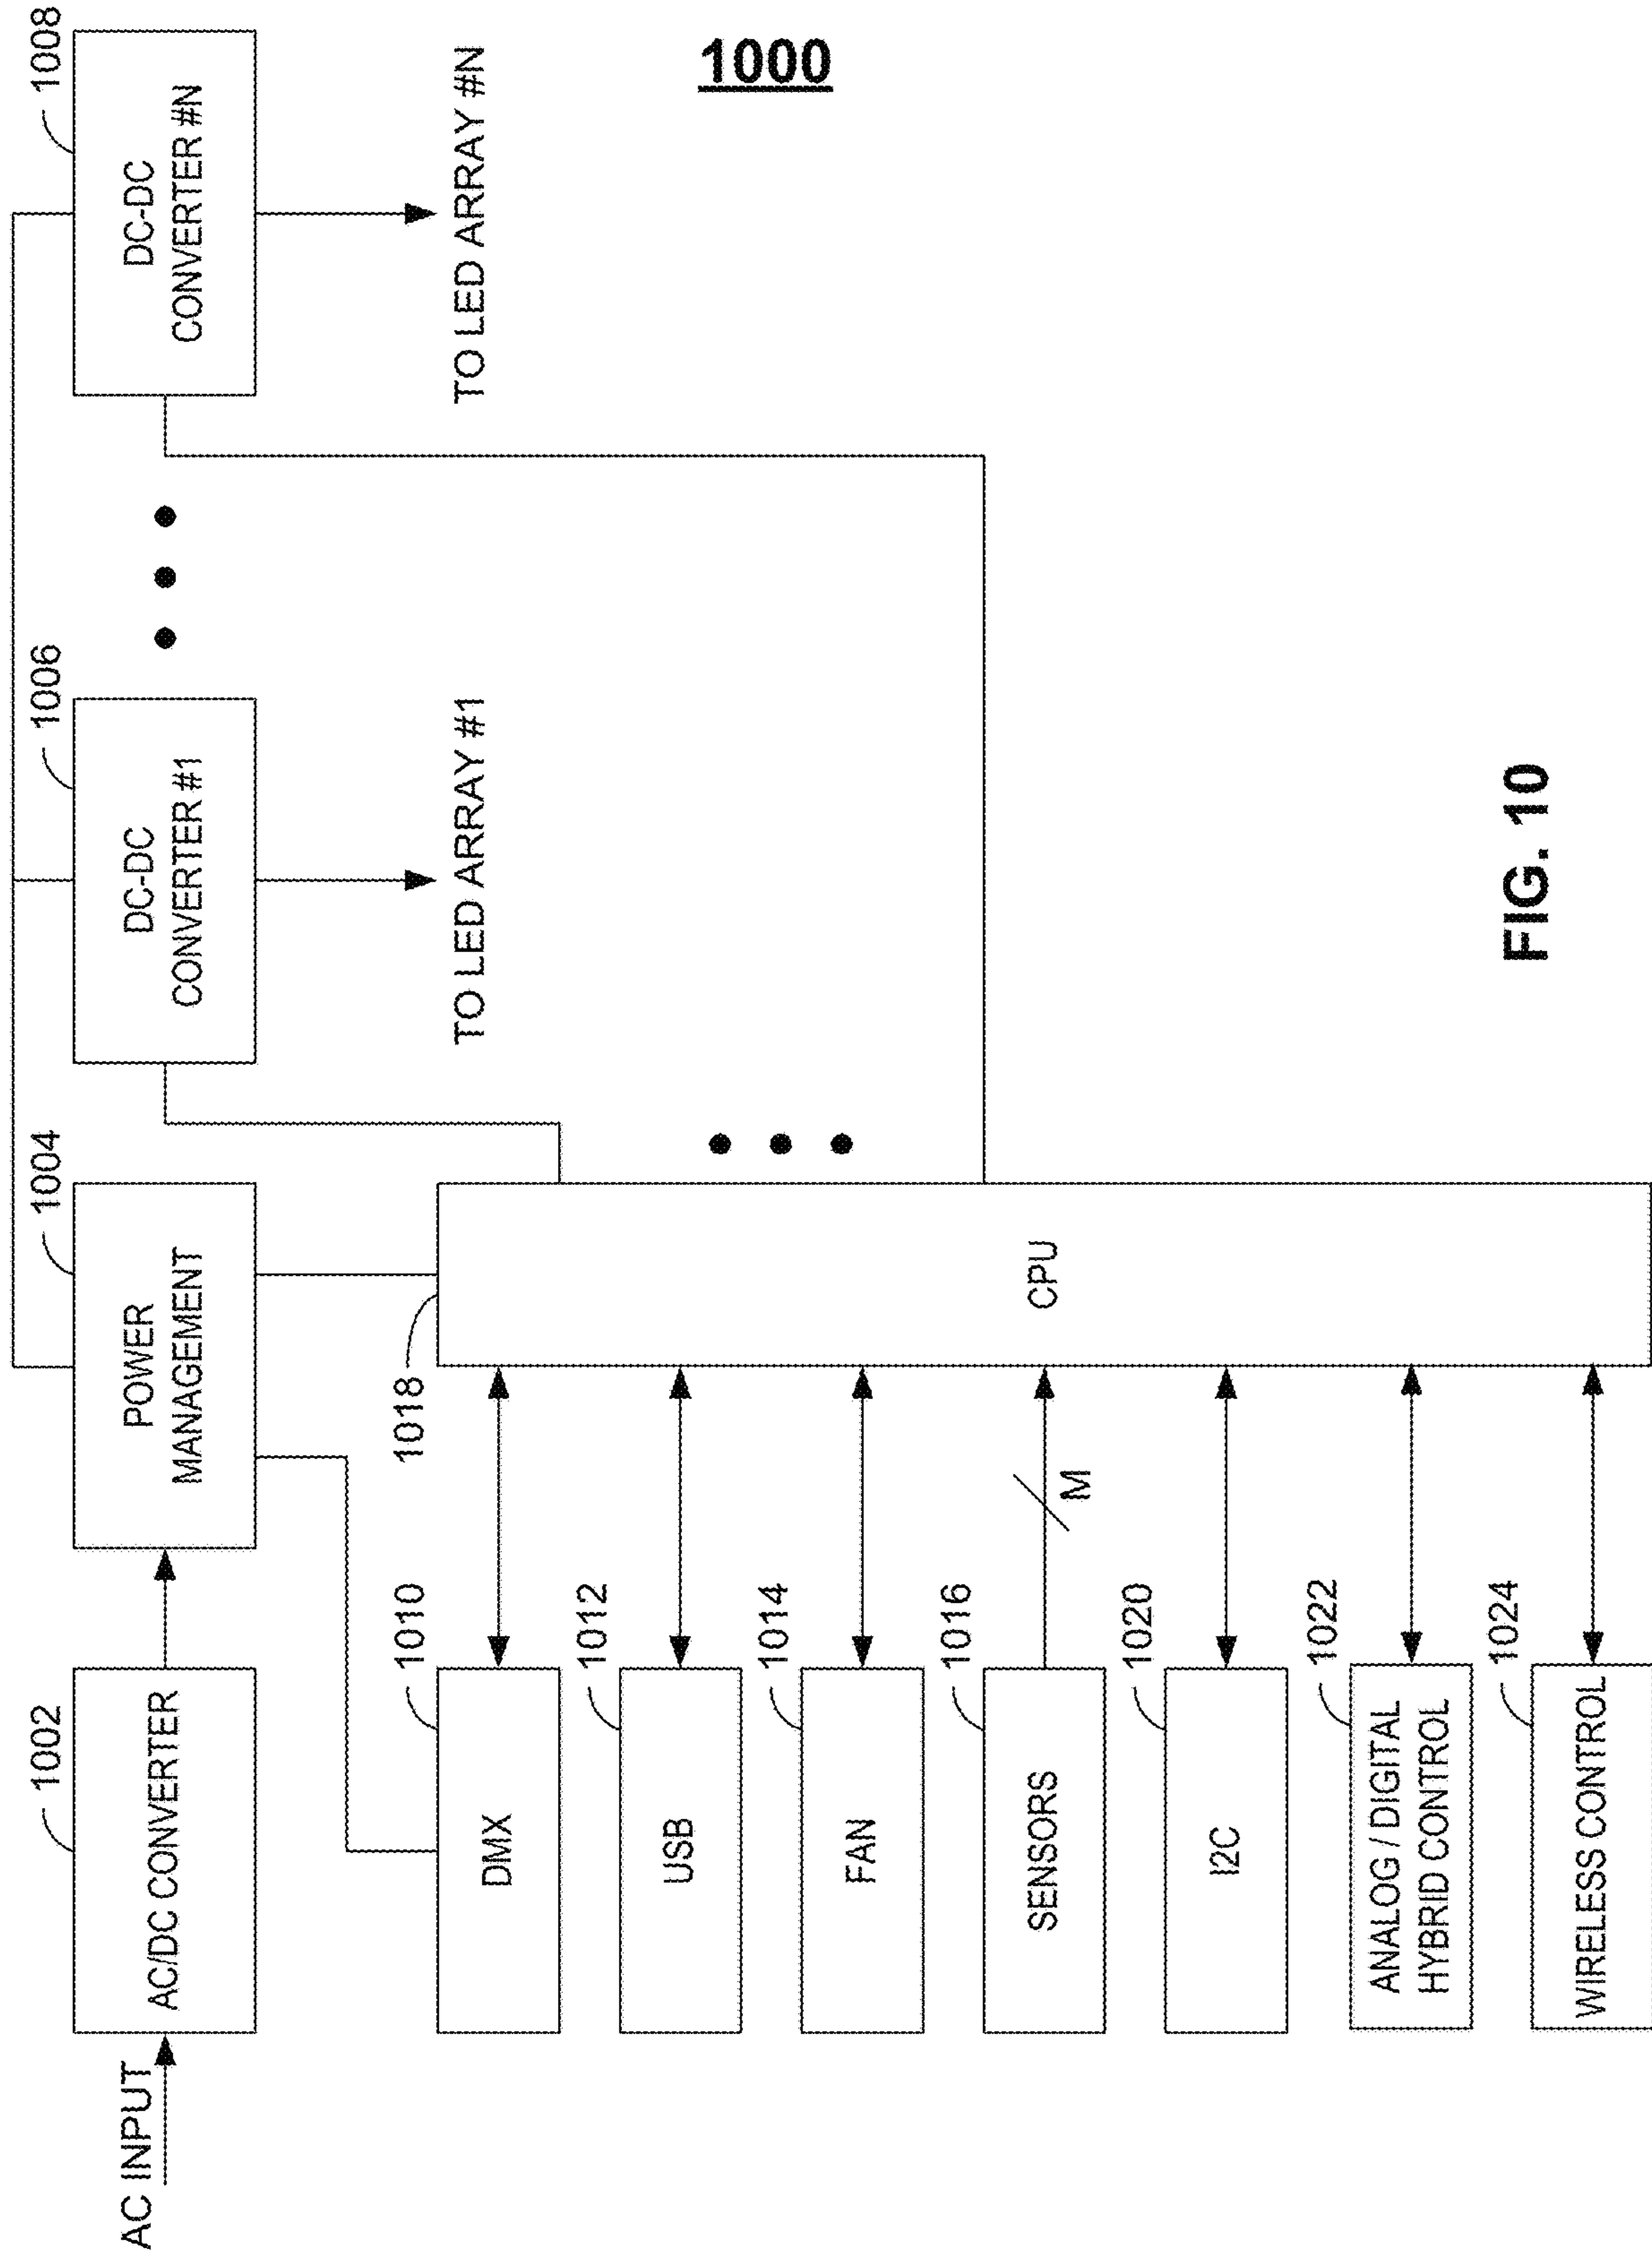 1002
1004
1006
1008
AC INPUT
AC/DC CONVERTER
POWER
MANAGEMENT
DC-DC
CONVERTER #1
DC-DC
CONVERTER #N
TO LED ARRAY #1
TO LED ARRAY #N
1010
DMX
1018
CPU
1012
USB
1014
FAN
1016
SENSORS
M
1020
I2C
1022
ANALOG / DIGITAL
HYBRID CONTROL
1024
WIRELESS CONTROL
1000
FIG. 10